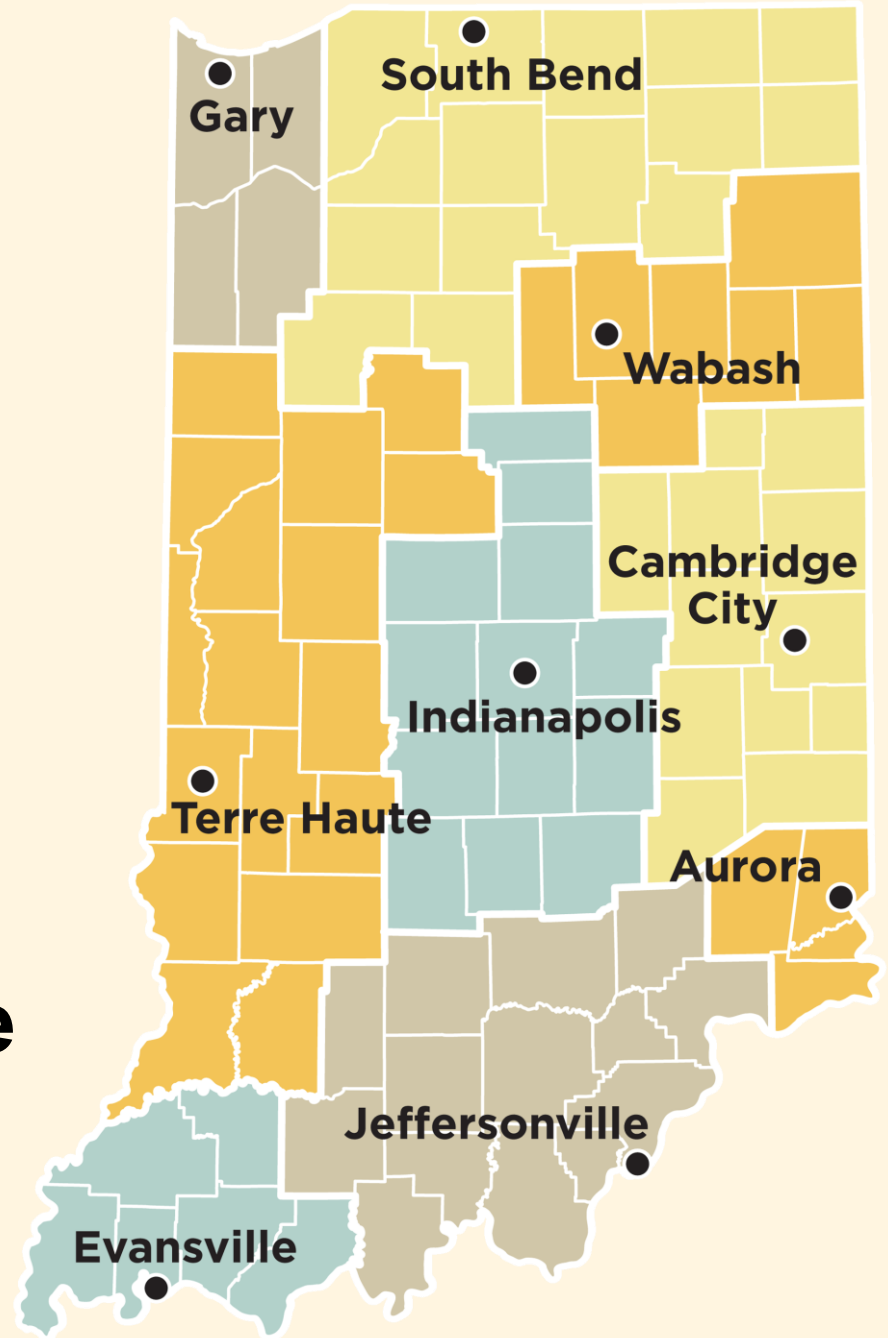 South Bend
Gary
Wabash
Cambridge
City
Indianapolis
Terre Haute
Aurora
e
Jeffersonville
Evansville